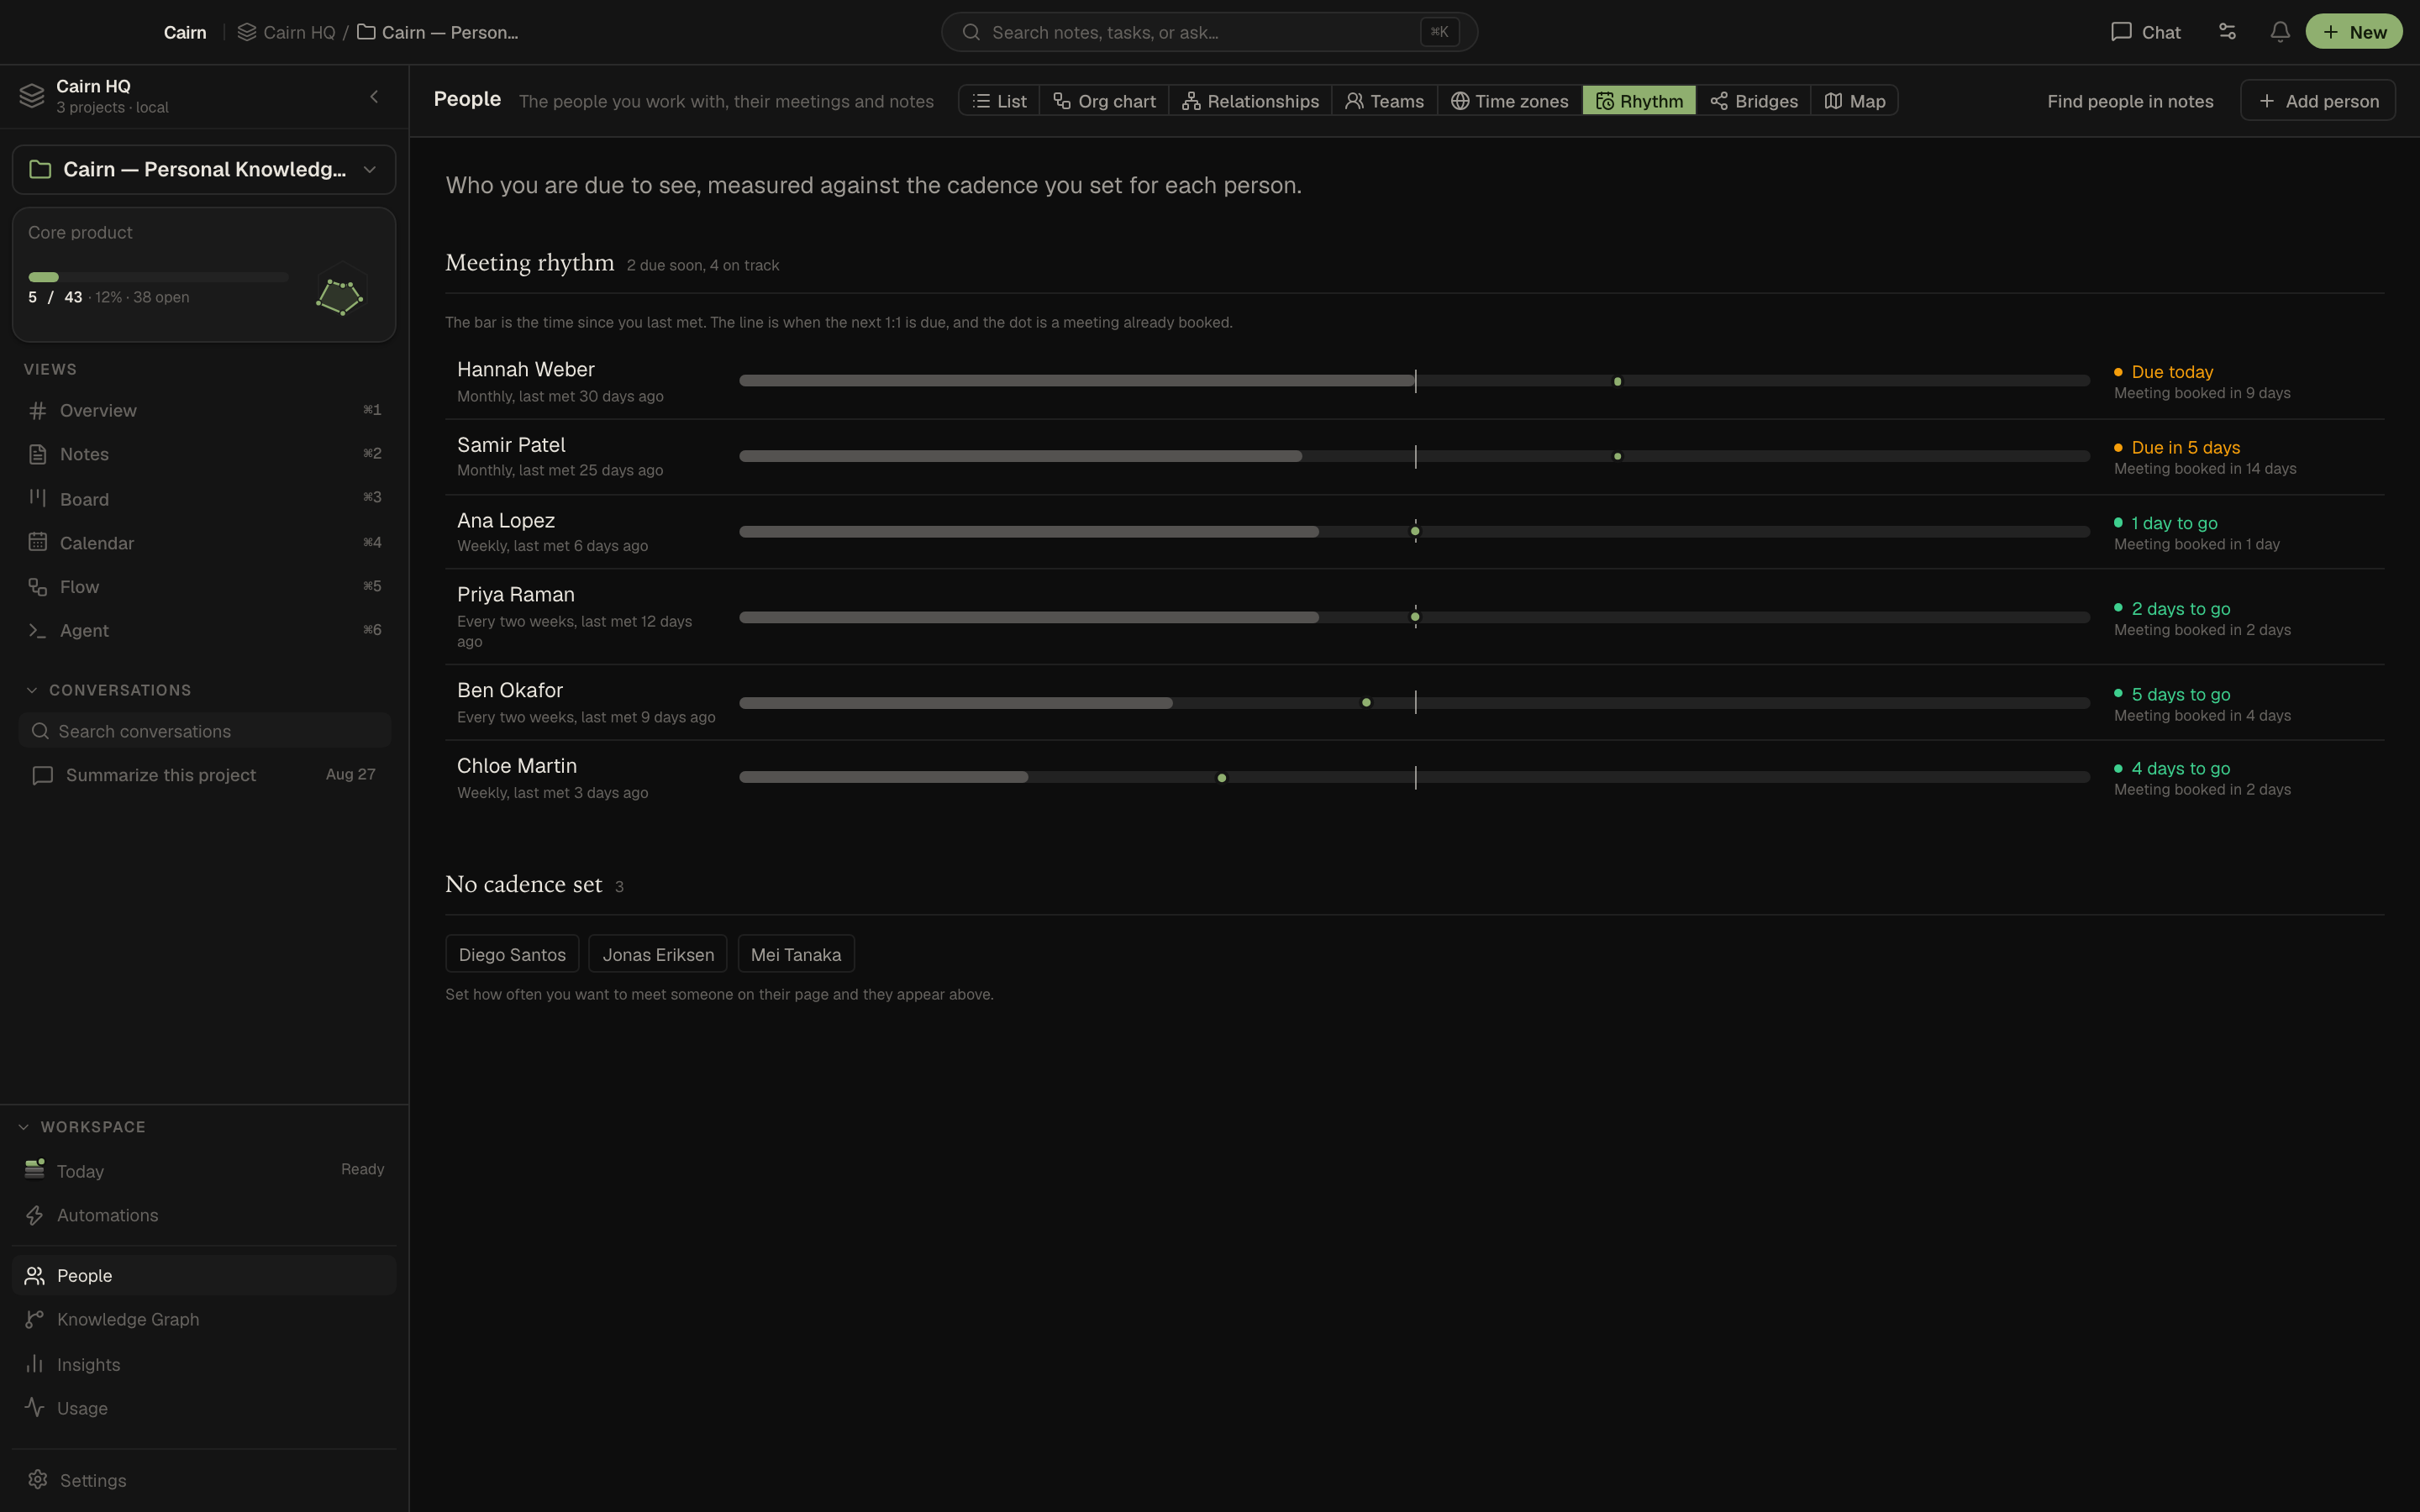 Cairn
Cairn HQ / Cairn — Person...
Search notes, tasks, or ask...
⌘K
Chat
New
Cairn HQ
3 projects · local
Cairn — Personal Knowledg...
Core product
5 / 43 · 12% · 38 open
VIEWS
Overview ⌘1
Notes ⌘2
Board ⌘3
Calendar ⌘4
Flow ⌘5
Agent ⌘6
CONVERSATIONS
Search conversations
Summarize this project Aug 27
WORKSPACE
Today Ready
Automations
People
Knowledge Graph
Insights
Usage
Settings
People The people you work with, their meetings and notes
List Org chart Relationships Teams Time zones Rhythm Bridges Map
Find people in notes
Add person
Who you are due to see, measured against the cadence you set for each person.
Meeting rhythm 2 due soon, 4 on track
The bar is the time since you last met. The line is when the next 1:1 is due, and the dot is a meeting already booked.
Hannah Weber
Monthly, last met 30 days ago
Due today
Meeting booked in 9 days
Samir Patel
Monthly, last met 25 days ago
Due in 5 days
Meeting booked in 14 days
Ana Lopez
Weekly, last met 6 days ago
1 day to go
Meeting booked in 1 day
Priya Raman
Every two weeks, last met 12 days
ago
2 days to go
Meeting booked in 2 days
Ben Okafor
Every two weeks, last met 9 days ago
5 days to go
Meeting booked in 4 days
Chloe Martin
Weekly, last met 3 days ago
4 days to go
Meeting booked in 2 days
No cadence set 3
Diego Santos
Jonas Eriksen
Mei Tanaka
Set how often you want to meet someone on their page and they appear above.